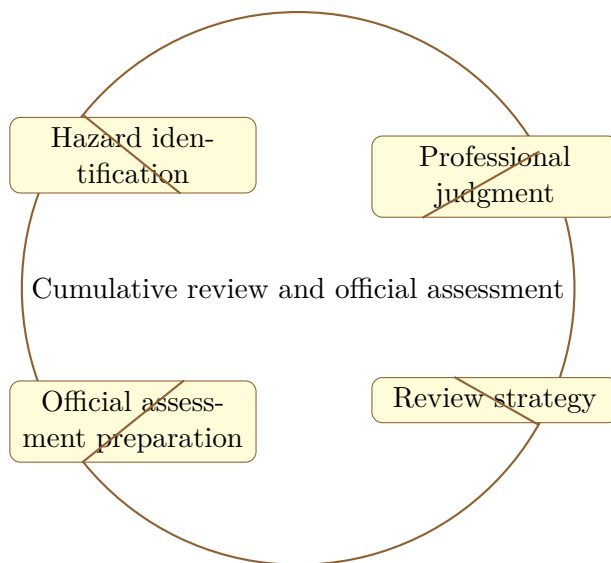 Hazard iden-
tification
Professional
judgment
Cumulative review and official assessment
Official assess-
ment preparation
Review strategy